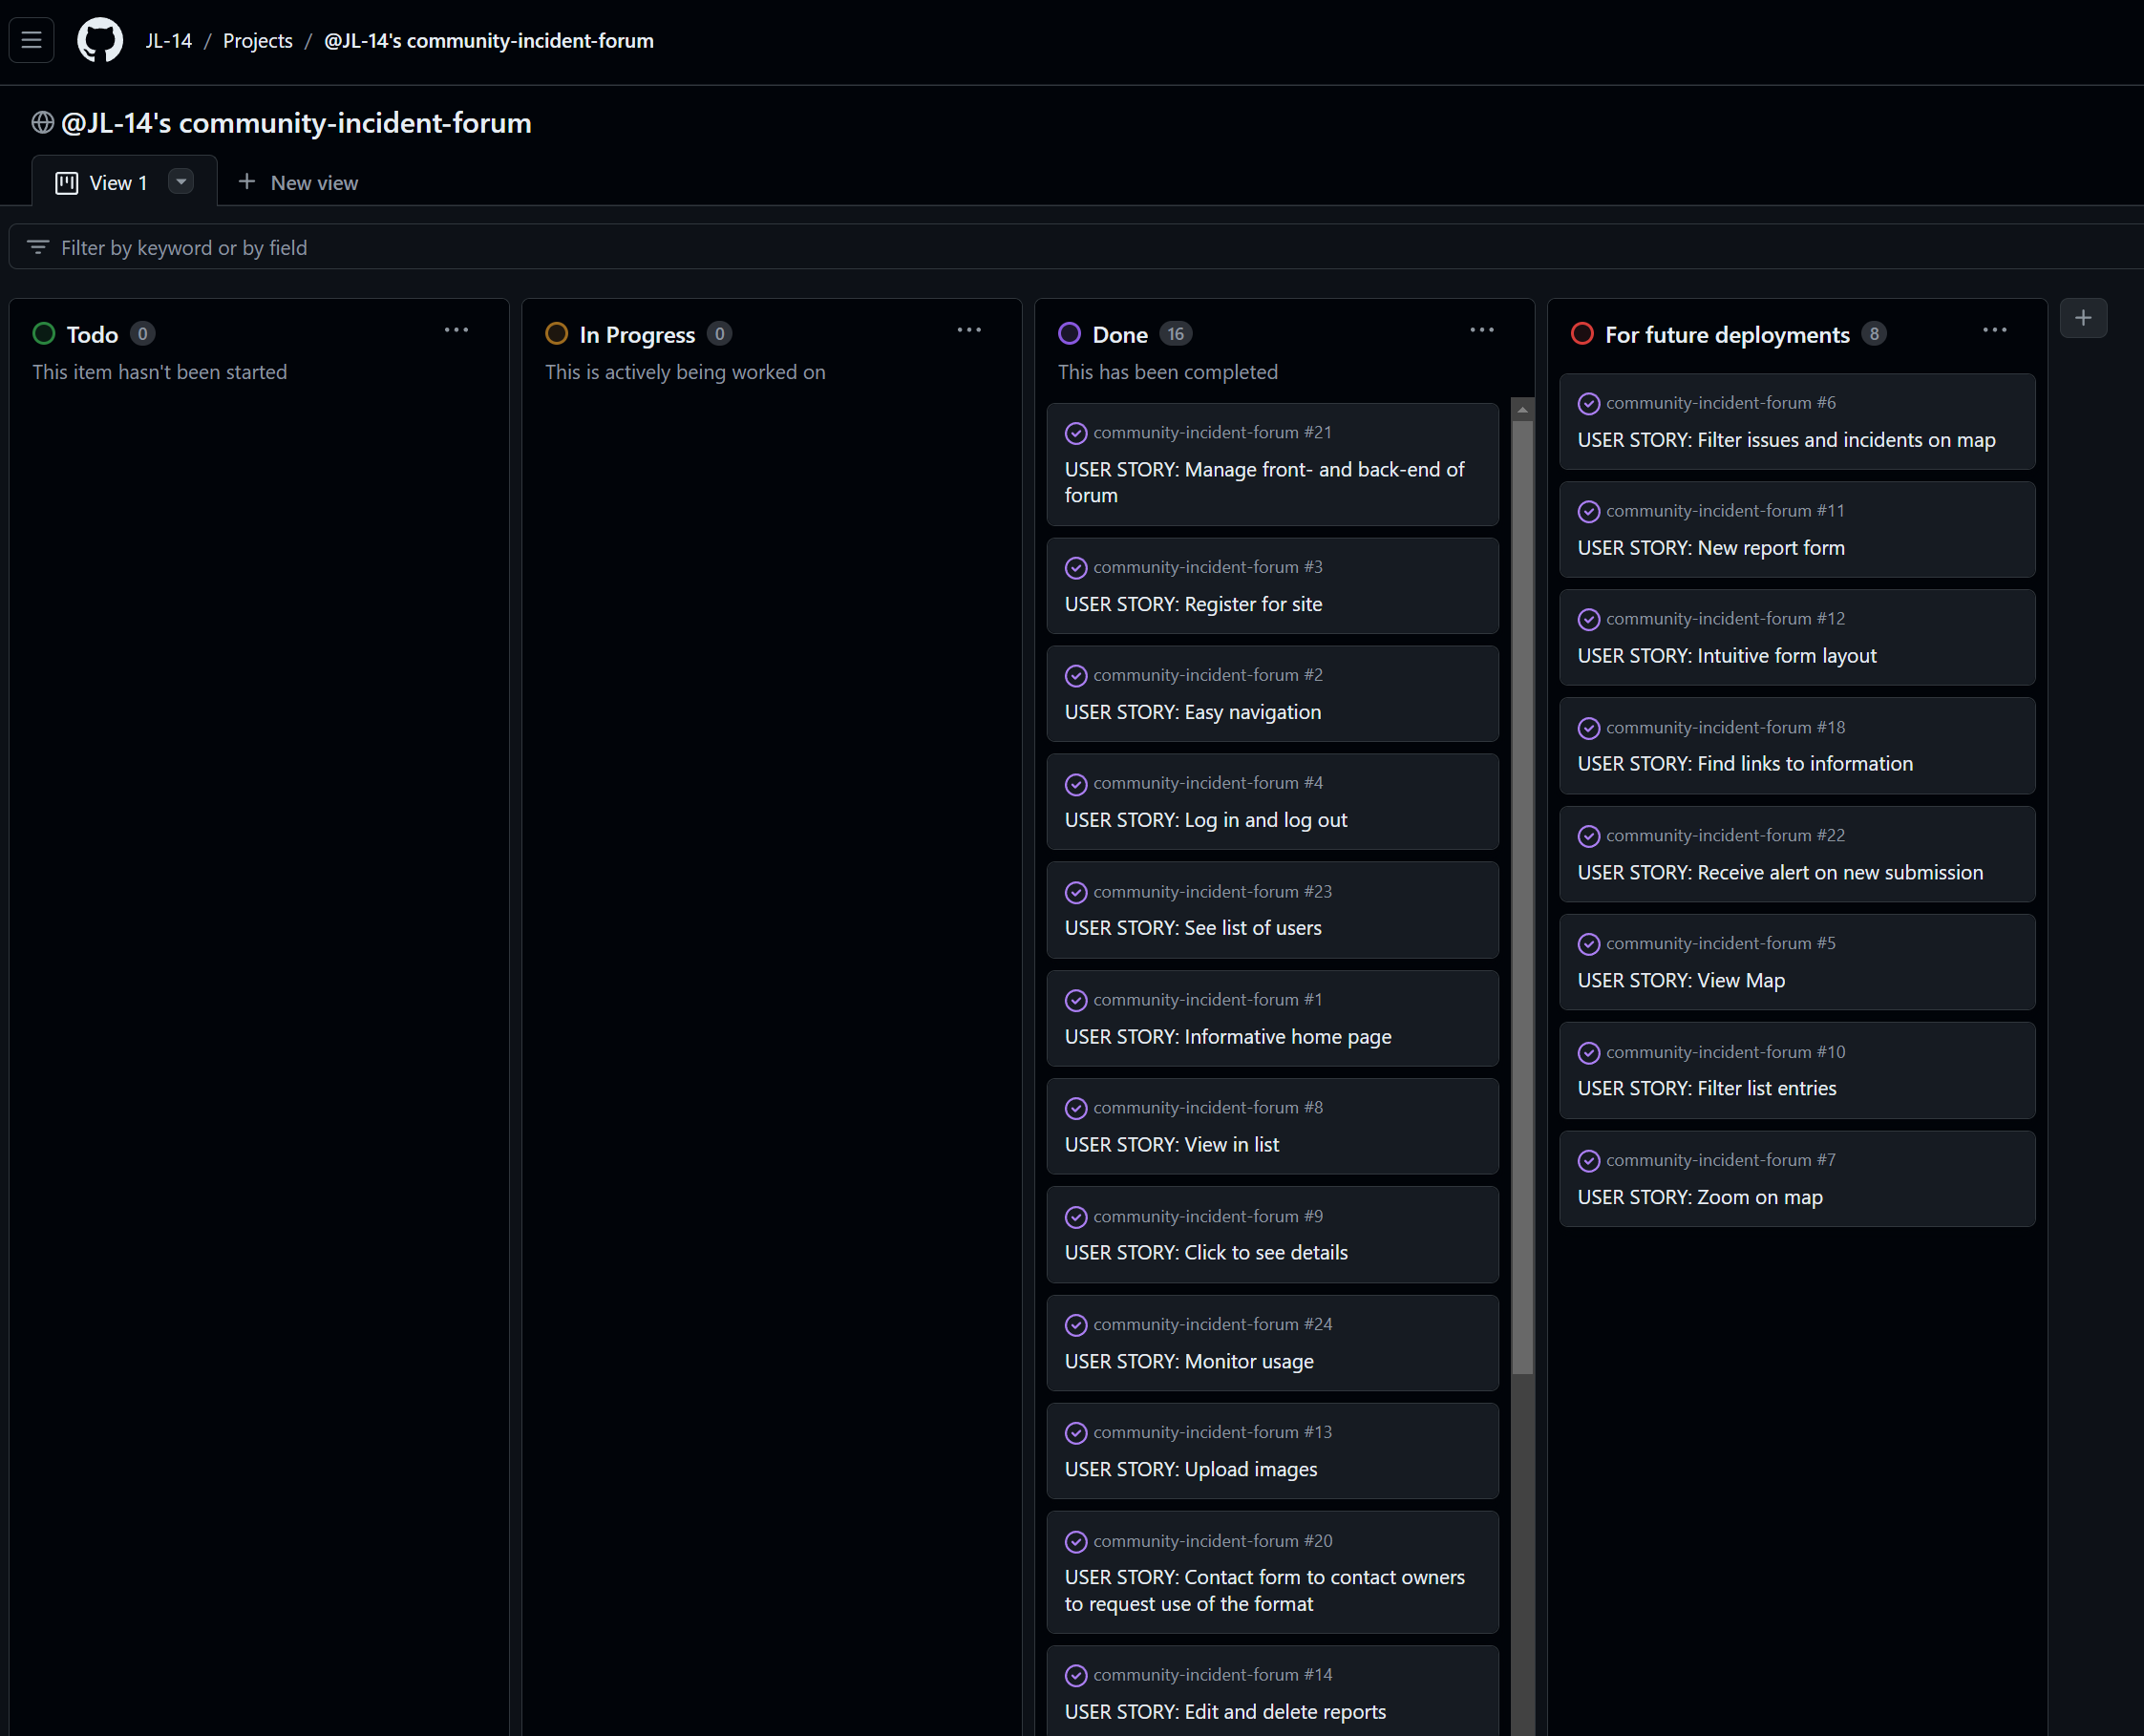 JL-14 / Projects / @JL-14's community-incident-forum
@JL-14's community-incident-forum
View 1
New view
Filter by keyword or by field
Todo 0
This item hasn't been started
In Progress 0
This is actively being worked on
Done 16
This has been completed
community-incident-forum #21
USER STORY: Manage front- and back-end of
forum
community-incident-forum #3
USER STORY: Register for site
community-incident-forum #2
USER STORY: Easy navigation
community-incident-forum #4
USER STORY: Log in and log out
community-incident-forum #23
USER STORY: See list of users
community-incident-forum #1
USER STORY: Informative home page
community-incident-forum #8
USER STORY: View in list
community-incident-forum #9
USER STORY: Click to see details
community-incident-forum #24
USER STORY: Monitor usage
community-incident-forum #13
USER STORY: Upload images
community-incident-forum #20
USER STORY: Contact form to contact owners
to request use of the format
community-incident-forum #14
USER STORY: Edit and delete reports
For future deployments 8
community-incident-forum #6
USER STORY: Filter issues and incidents on map
community-incident-forum #11
USER STORY: New report form
community-incident-forum #12
USER STORY: Intuitive form layout
community-incident-forum #18
USER STORY: Find links to information
community-incident-forum #22
USER STORY: Receive alert on new submission
community-incident-forum #5
USER STORY: View Map
community-incident-forum #10
USER STORY: Filter list entries
community-incident-forum #7
USER STORY: Zoom on map